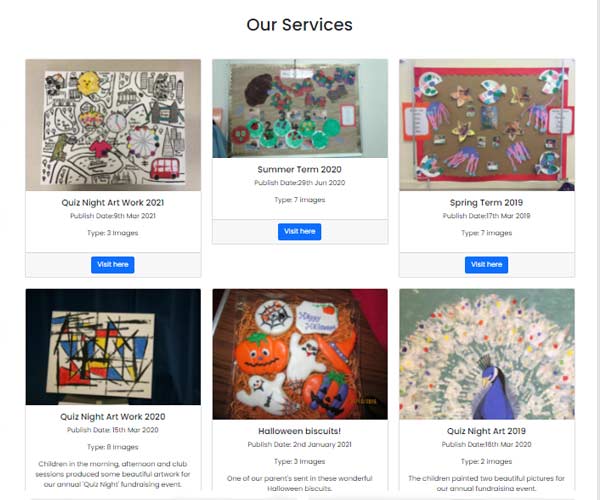 Our Services
Quiz Night Art Work 2021
Publish Date:9th Mar 2021
Type: 3 Images
Visit here
Summer Term 2020
Publish Date:29th Jun 2020
Type: 7 images
Visit here
Spring Term 2019
Publish Date:17th Mar 2019
Type: 7 images
Visit here
Quiz Night Art Work 2020
Publish Date: 15th Mar 2020
Type: 8 Images
Children in the morning, afternoon and club
sessions produced some beautiful artwork for
our annual 'Quiz Night' fundraising event.
Happy
Halloween
Halloween biscuits!
Publish Date: 2nd January 2021
Type: 3 Images
One of our parent's sent in these wonderful
Halloween biscuits.
Quiz Night Art 2019
Publish Date:16th Mar 2020
Type: 2 images
The children painted two beautiful pictures for
our annual fundraising event.